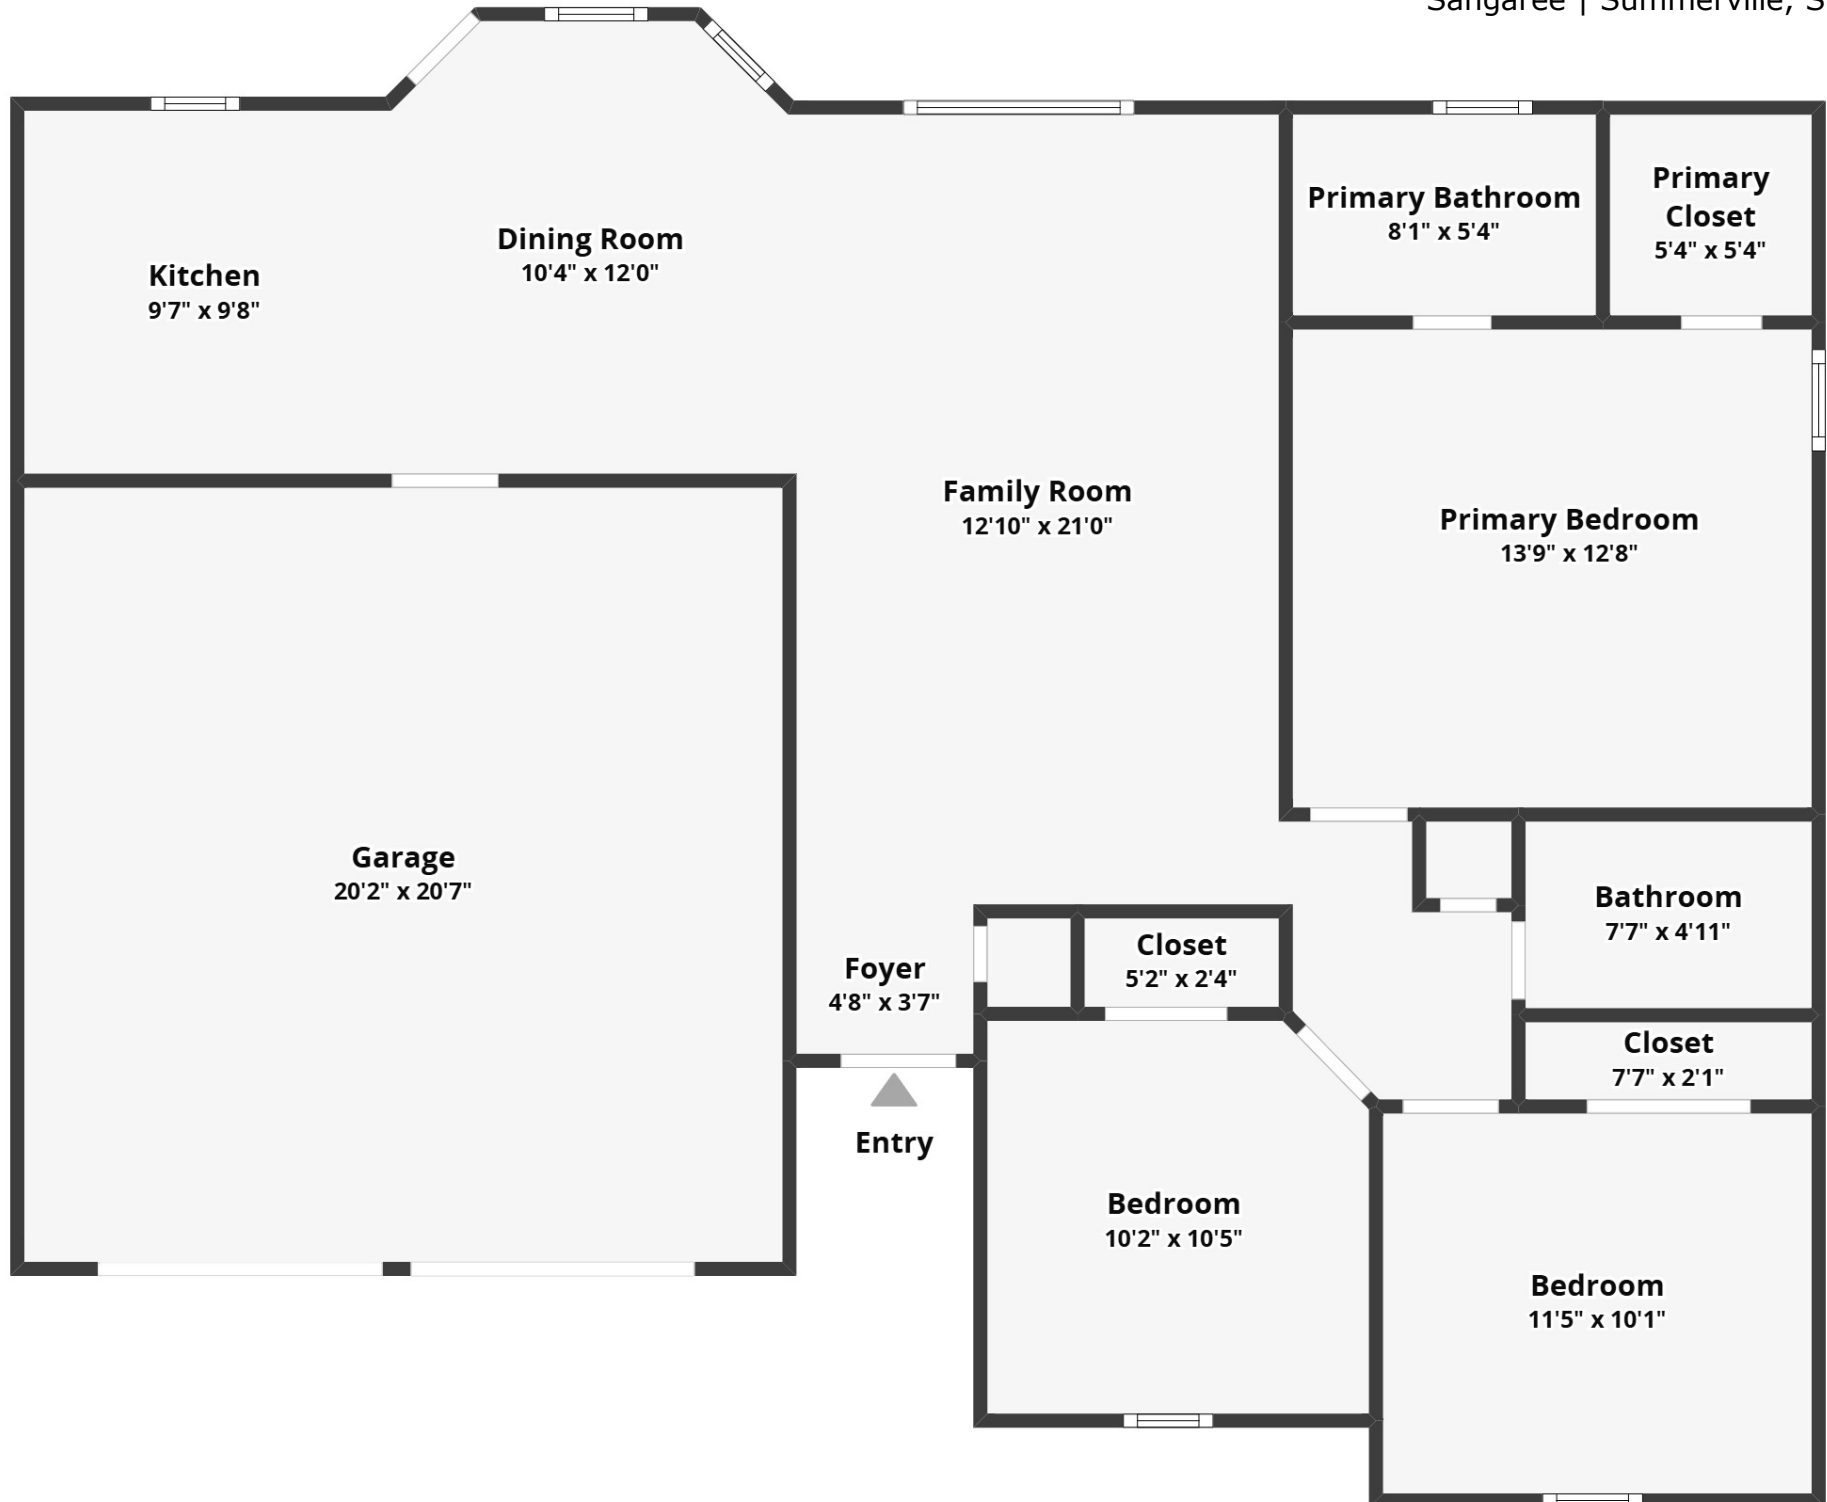 Sangaree | Summerville, S
Dining Room
10'4" x 12'0"
Kitchen
9'7" x 9'8"
Primary Bathroom
8'1" x 5'4"
Primary
Closet
5'4" x 5'4"
Family Room
12'10" x 21'0"
Primary Bedroom
13'9" x 12'8"
Garage
20'2" x 20'7"
Foyer
4'8" x 3'7"
Closet
5'2" x 2'4"
Bathroom
7'7" x 4'11"
Closet
7'7" x 2'1"
Entry
Bedroom
10'2" x 10'5"
Bedroom
11'5" x 10'1"